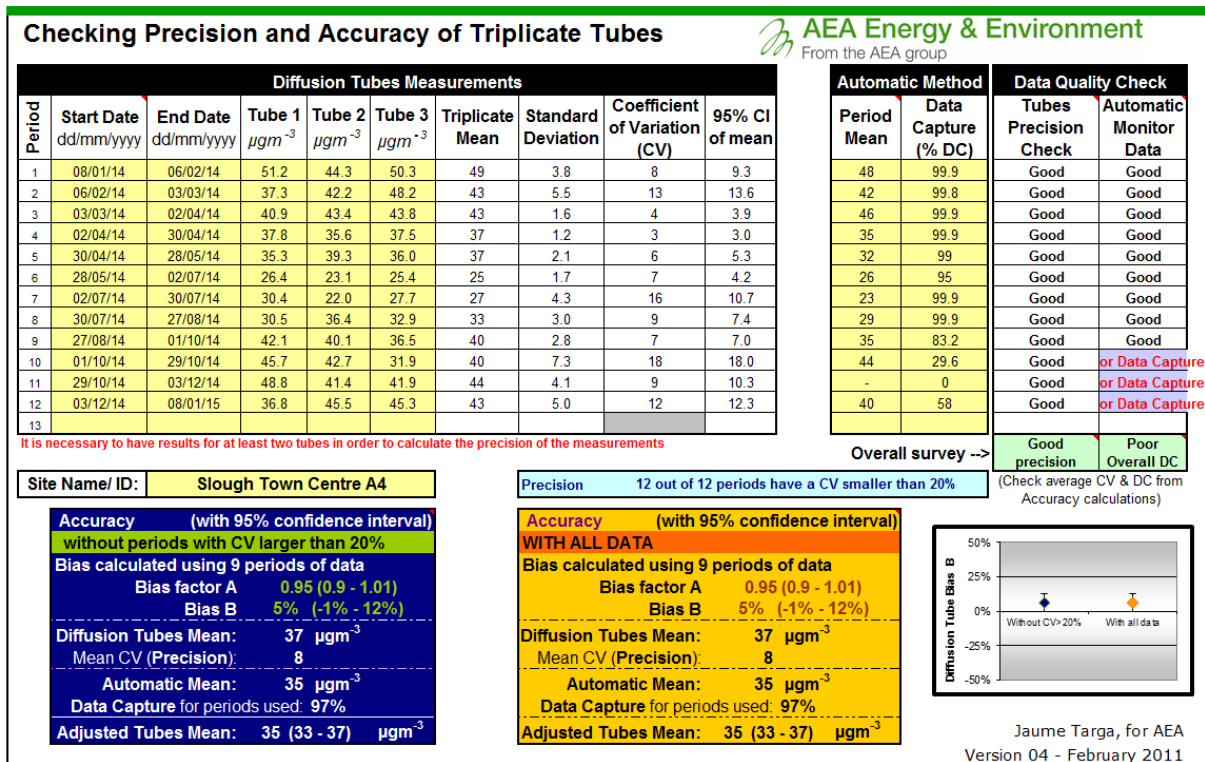 Checking Precision and Accuracy of Triplicate Tubes
AEA Energy & Environment
From the AEA group
Diffusion Tubes Measurements
Automatic Method
Data Quality Check
Period Start Date dd/mm/yyyy End Date dd/mm/yyyy Tube 1 µgm-3 Tube 2 µgm-3 Tube 3 µgm-3 Triplicate Mean Standard Deviation Coefficient of Variation (CV) 95% CI of mean Period Mean Data Capture (% DC) Tubes Precision Check Automatic Monitor Data
1 08/01/14 06/02/14 51.2 44.3 50.3 49 3.8 8 9.3 48 99.9 Good Good
2 06/02/14 03/03/14 37.3 42.2 48.2 43 5.5 13 13.6 42 99.8 Good Good
3 03/03/14 02/04/14 40.9 43.4 43.8 43 1.6 4 3.9 46 99.9 Good Good
4 02/04/14 30/04/14 37.8 35.6 37.5 37 1.2 3 3.0 35 99.9 Good Good
5 30/04/14 28/05/14 35.3 39.3 36.0 37 2.1 6 5.3 32 99 Good Good
6 28/05/14 02/07/14 26.4 23.1 25.4 25 1.7 7 4.2 26 95 Good Good
7 02/07/14 30/07/14 30.4 22.0 27.7 27 4.3 16 10.7 23 99.9 Good Good
8 30/07/14 27/08/14 30.5 36.4 32.9 33 3.0 9 7.4 29 99.9 Good Good
9 27/08/14 01/10/14 42.1 40.1 36.5 40 2.8 7 7.0 35 83.2 Good Good
10 01/10/14 29/10/14 45.7 42.7 31.9 40 7.3 18 18.0 44 29.6 Good or Data Capture
11 29/10/14 03/12/14 48.8 41.4 41.9 44 4.1 9 10.3 - 0 Good or Data Capture
12 03/12/14 08/01/15 36.8 45.5 45.3 43 5.0 12 12.3 40 58 Good or Data Capture
13
It is necessary to have results for at least two tubes in order to calculate the precision of the measurements
Overall survey --> Good precision Poor Overall DC
Site Name/ ID: Slough Town Centre A4
Precision 12 out of 12 periods have a CV smaller than 20%
(Check average CV & DC from
Accuracy calculations)
Accuracy (with 95% confidence interval)
without periods with CV larger than 20%
Bias calculated using 9 periods of data
Bias factor A 0.95 (0.9 - 1.01)
Bias B 5% (-1% - 12%)
Diffusion Tubes Mean: 37 µgm-3
Mean CV (Precision): 8
Automatic Mean: 35 µgm-3
Data Capture for periods used: 97%
Adjusted Tubes Mean: 35 (33 - 37) µgm-3
Accuracy (with 95% confidence interval)
WITH ALL DATA
Bias calculated using 9 periods of data
Bias factor A 0.95 (0.9 - 1.01)
Bias B 5% (-1% - 12%)
Diffusion Tubes Mean: 37 µgm-3
Mean CV (Precision): 8
Automatic Mean: 35 µgm-3
Data Capture for periods used: 97%
Adjusted Tubes Mean: 35 (33 - 37) µgm-3
Diffusion Tube Bias B
50%
25%
0%
-25%
-50%
Without CV>20%
With all data
Jaume Targa, for AEA
Version 04 - February 2011